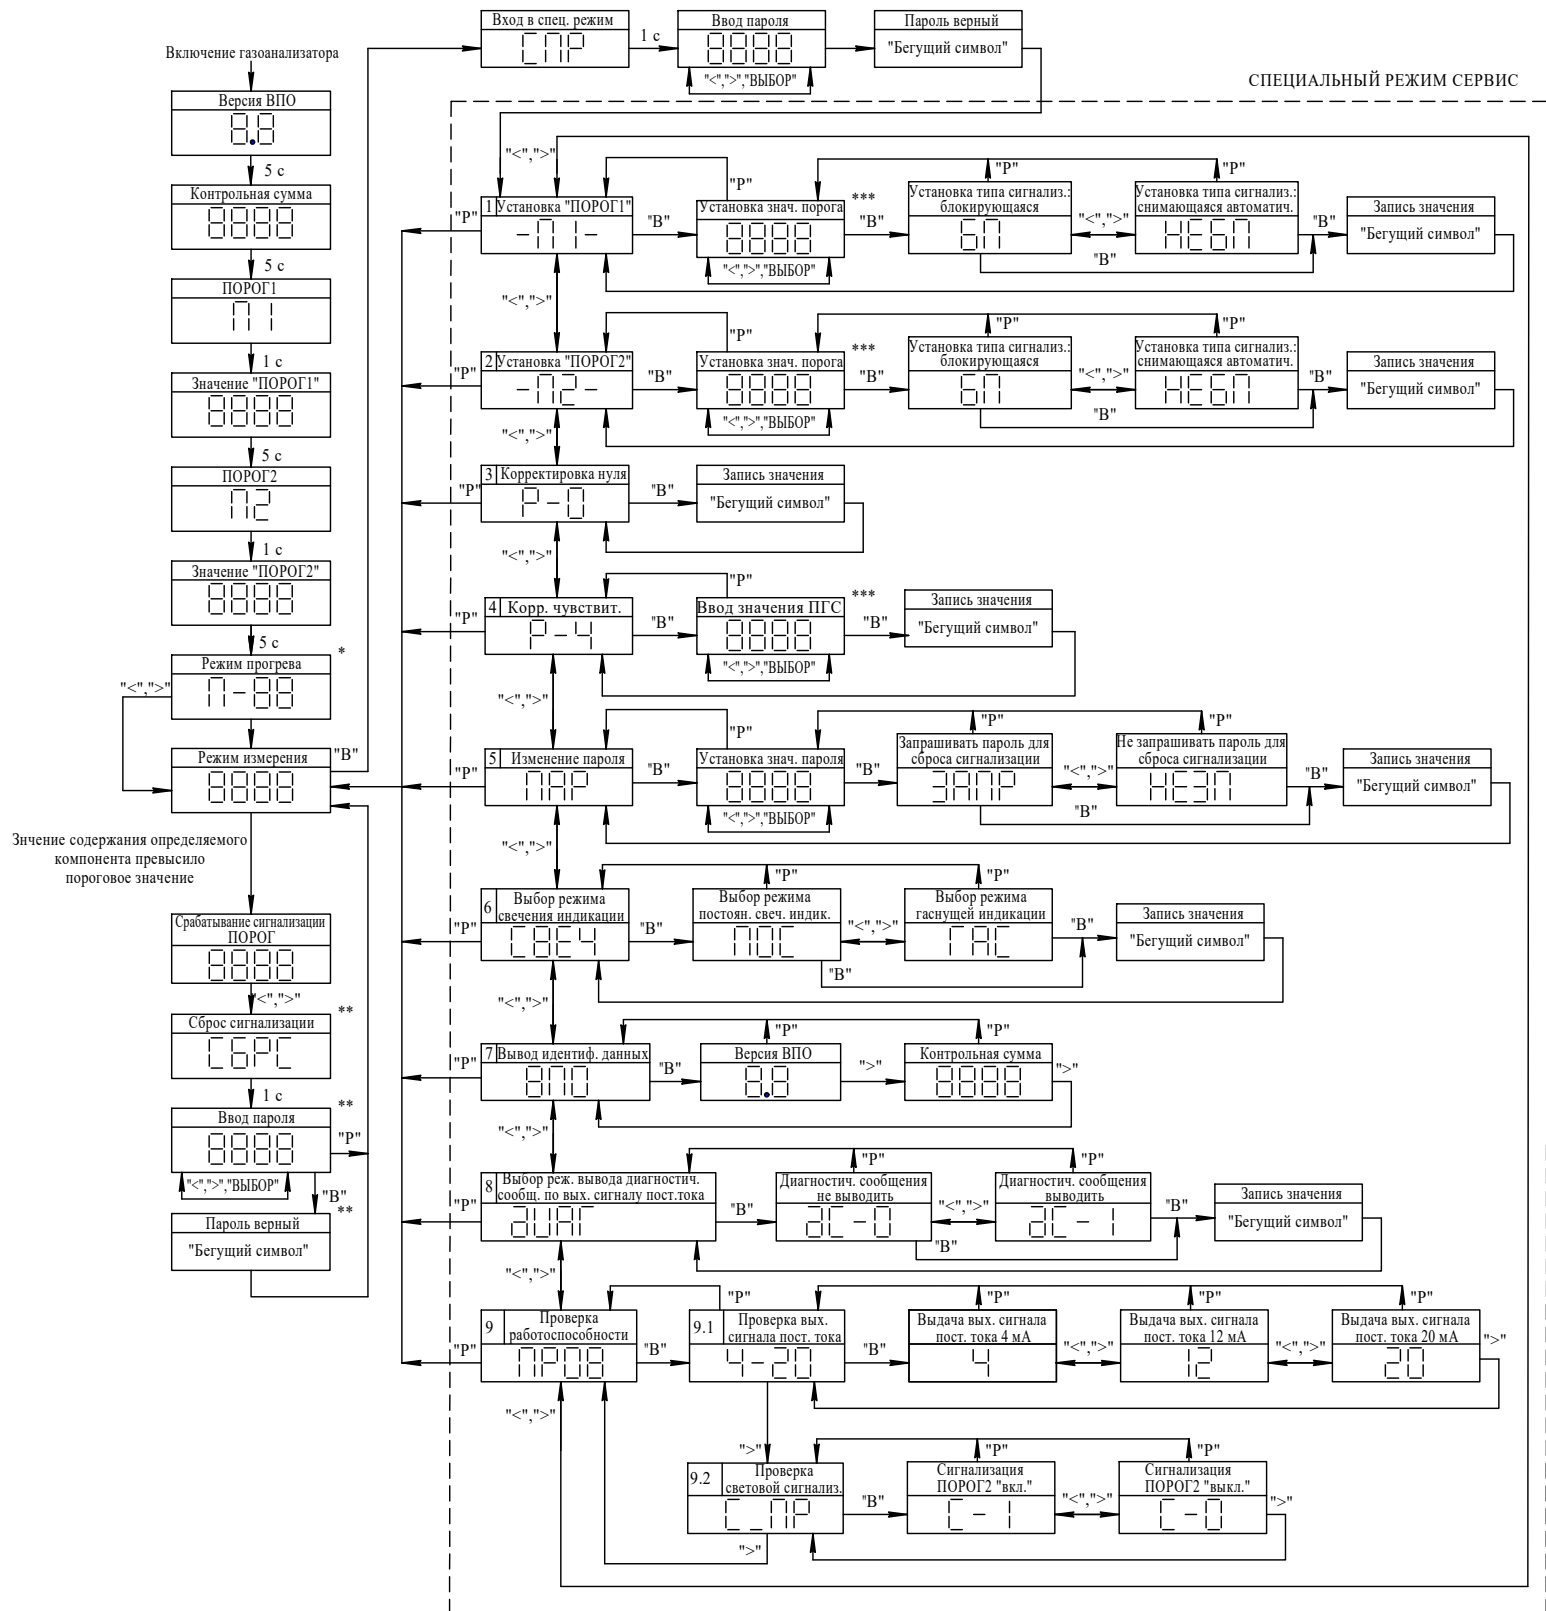 Включение газоанализатора
Версия ВПО
8.8
5 с
Контрольная сумма
8888
5 с
ПОРОГ1
П1
1 с
Значение "ПОРОГ1"
8888
5 с
ПОРОГ2
П2
1 с
Значение "ПОРОГ2"
8888
5 с
Режим прогрева
*
П-88
"<",">"
Режим измерения
"В"
8888
Знчение содержания определяемого
компонента превысило
пороговое значение
Срабатывание сигнализации
ПОРОГ
8888
"<",">"
Сброс сигнализации
**
СБРС
1 с
Ввод пароля
**
8888
"Р"
"<",">","ВЫБОР"
"В"
**
Пароль верный
"Бегущий символ"
Вход в спец. режим
СПР
1 с
Ввод пароля
8888
"<",">","ВЫБОР"
Пароль верный
"Бегущий символ"
СПЕЦИАЛЬНЫЙ РЕЖИМ СЕРВИС
"<",">"
"Р"
1 Установка "ПОРОГ1"
-П1-
"В"
"Р"
Установка знач. порога
8888
"<",">","ВЫБОР"
***
"В"
"Р"
Установка типа сигнализ.:
блокирующаяся
БП
"<",">"
"В"
"Р"
Установка типа сигнализ.:
снимающаяся автоматич.
НЕБП
"В"
Запись значения
"Бегущий символ"
"<",">"
"Р"
2 Установка "ПОРОГ2"
-П2-
"В"
"Р"
Установка знач. порога
8888
"<",">","ВЫБОР"
***
"В"
"Р"
Установка типа сигнализ.:
блокирующаяся
БП
"<",">"
"В"
"Р"
Установка типа сигнализ.:
снимающаяся автоматич.
НЕБП
"В"
Запись значения
"Бегущий символ"
"<",">"
"Р"
3 Корректировка нуля
Р-0
"В"
Запись значения
"Бегущий символ"
"<",">"
"Р"
4 Корр. чувствит.
Р-Ч
"В"
"Р"
Ввод значения ПГС
8888
"<",">","ВЫБОР"
***
"В"
Запись значения
"Бегущий символ"
"<",">"
"Р"
5 Изменение пароля
ПАР
"В"
"Р"
Установка знач. пароля
8888
"<",">","ВЫБОР"
"В"
"Р"
Запрашивать пароль для
сброса сигнализации
ЗАПР
"<",">"
"В"
"Р"
Не запрашивать пароль для
сброса сигнализации
НЕЗП
"В"
Запись значения
"Бегущий символ"
"<",">"
"Р"
6 Выбор режима
свечения индикации
СВЕЧ
"В"
"Р"
Выбор режима
постоян. свеч. индик.
ПОС
"<",">"
"В"
"Р"
Выбор режима
гаснущей индикации
ГАС
"В"
Запись значения
"Бегущий символ"
"<",">"
"Р"
7 Вывод идентиф. данных
ВПО
"В"
"Р"
Версия ВПО
8.8
">"
"Р"
Контрольная сумма
8888
">"
"<",">"
"Р"
8 Выбор реж. вывода диагностич.
сообщ. по вых. сигналу пост.тока
ДИАГ
"В"
"Р"
Диагностич. сообщения
не выводить
ДС-0
"<",">"
"В"
"Р"
Диагностич. сообщения
выводить
ДС-1
"В"
Запись значения
"Бегущий символ"
"<",">"
"Р"
9 Проверка
работоспособности
ПРОВ
"В"
"<",">"
"Р"
9.1 Проверка вых.
сигнала пост. тока
4-20
"В"
"Р"
Выдача вых. сигнала
пост. тока 4 мА
4
"<",">"
"Р"
Выдача вых. сигнала
пост. тока 12 мА
12
"<",">"
"Р"
Выдача вых. сигнала
пост. тока 20 мА
20
">"
">"
9.2 Проверка
световой сигнализ.
С_ПР
">"
"В"
"Р"
Сигнализация
ПОРОГ2 "вкл."
С-1
"<",">"
"Р"
Сигнализация
ПОРОГ2 "выкл."
С-0
">"